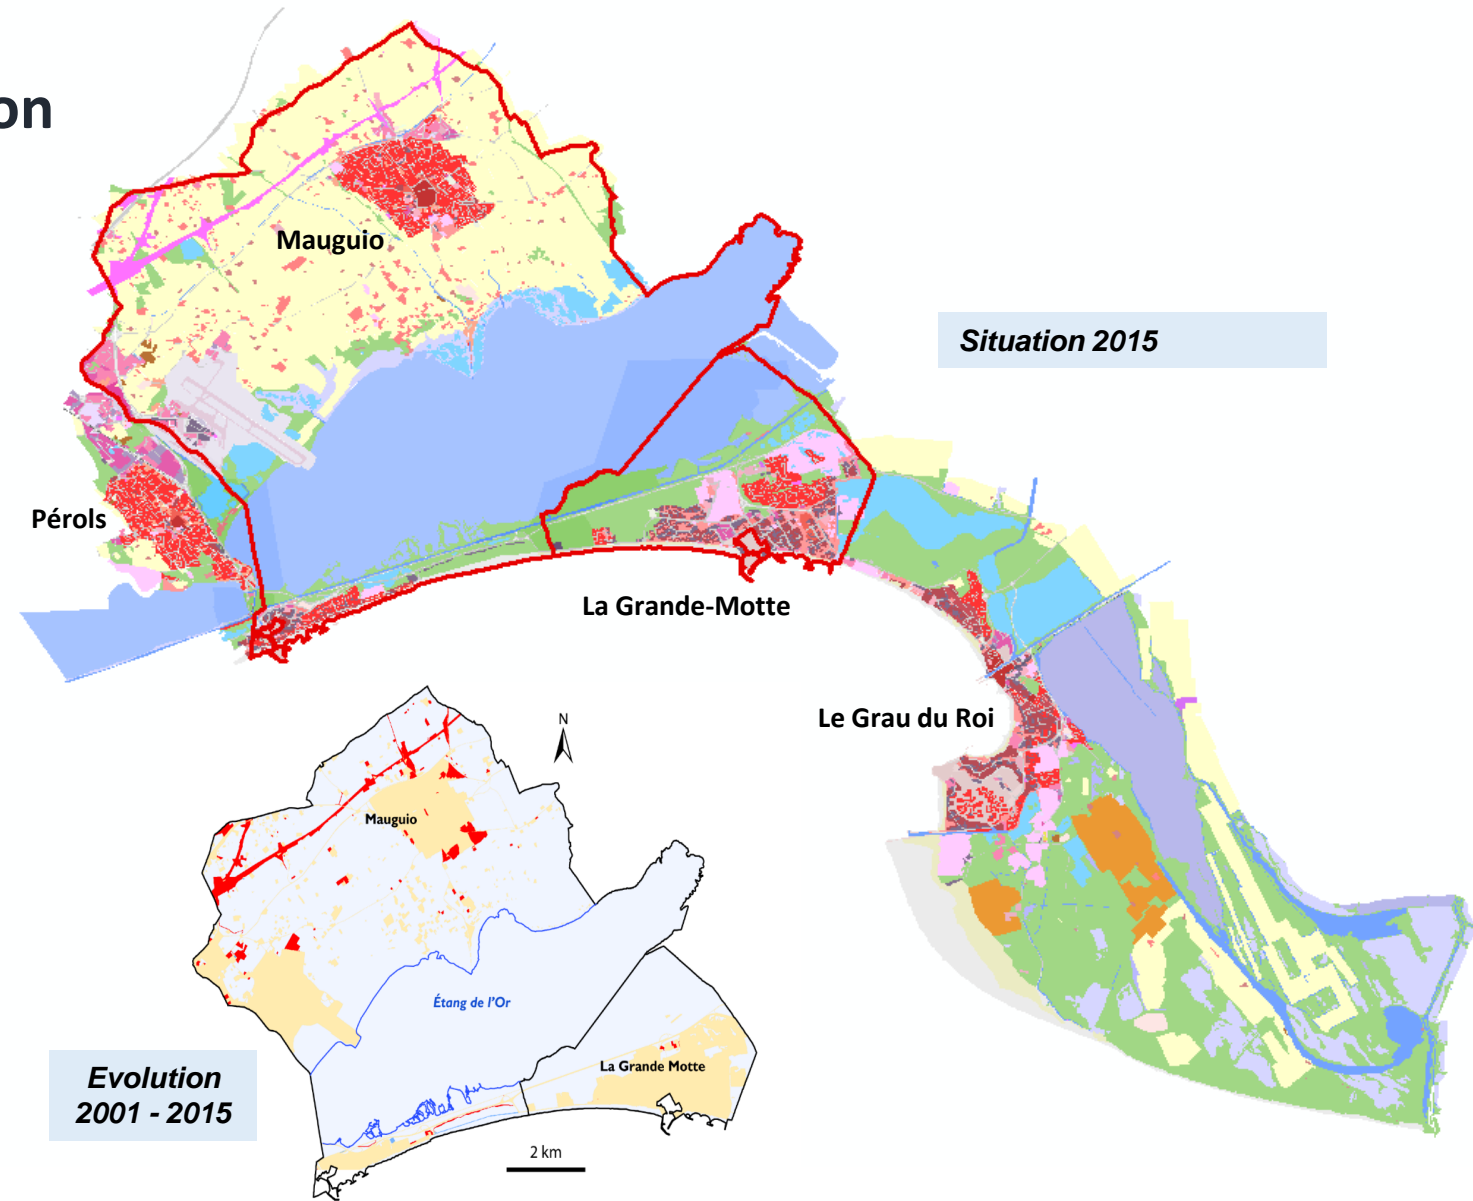 on
Mauguio
Situation 2015
Pérols
La Grande-Motte
Le Grau du Roi
N
Mauguio
Étang de l'Or
La Grande Motte
Evolution
2001 - 2015
2 km